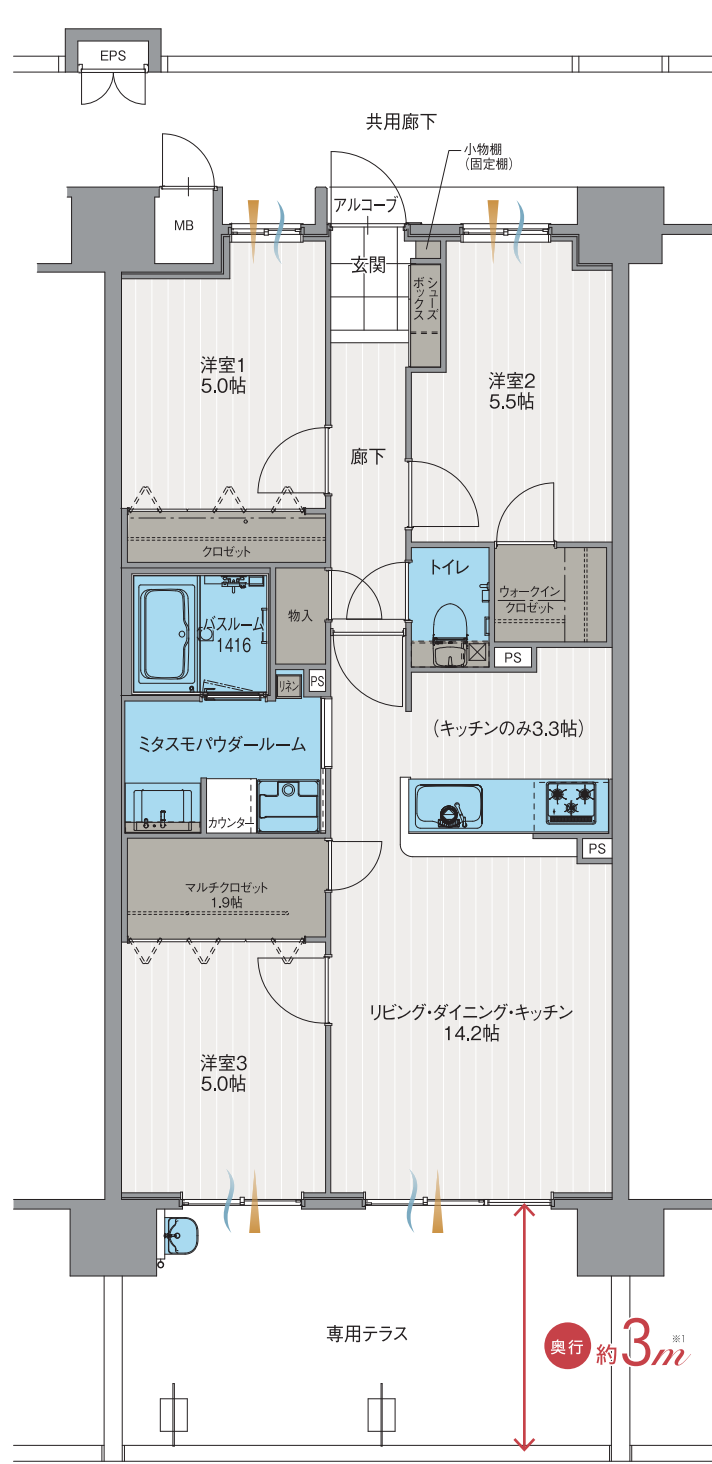 EPS
共用廊下
小物棚
(固定棚)
アルコーブ
MB
玄関
シューズ
ボックス
洋室1
5.0帖
洋室2
5.5帖
廊下
クロゼット
トイレ
ウォークイン
クロゼット
物入
バスルーム
1416
リネン
PS
PS
(キッチンのみ3.3帖)
ミタスモパウダールーム
カウンター
PS
マルチクロゼット
1.9帖
リビング・ダイニング・キッチン
14.2帖
洋室3
5.0帖
専用テラス
奥行 約3m ※1